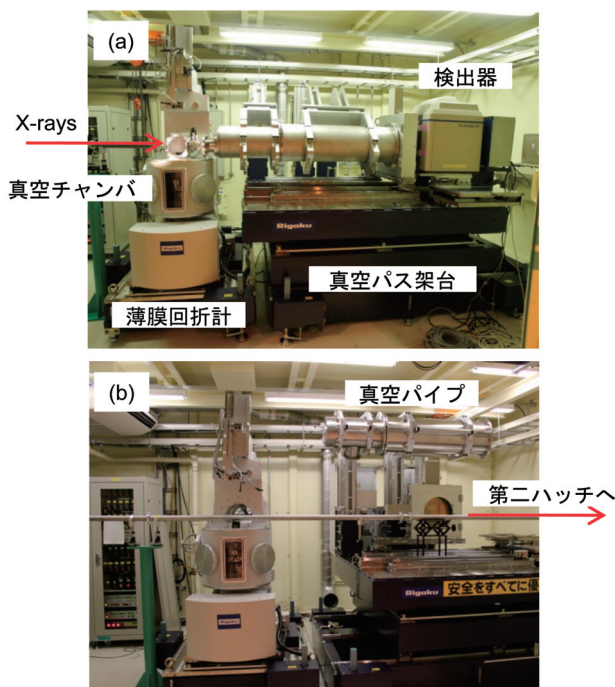 (a)
検出器
X-rays
真空チャンバ
Rigaku
真空パス架台
薄膜回折計
(b)
真空パイプ
第二ハッチへ
Rigaku
安全をすべてに優
Rigaku